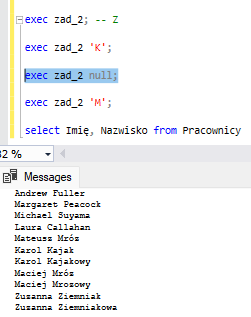 exec zad_2; -- Z
exec zad_2 'K';
exec zad_2 null;
exec zad_2 'M';
select Imię, Nazwisko from Pracownicy
82 %
Messages
Andrew Fuller
Margaret Peacock
Michael Suyama
Laura Callahan
Mateusz Mróz
Karol Kajak
Karol Kajakowy
Maciej Mróz
Maciej Mrozowy
Zuzanna Ziemniak
Zuzanna Ziemniakowa